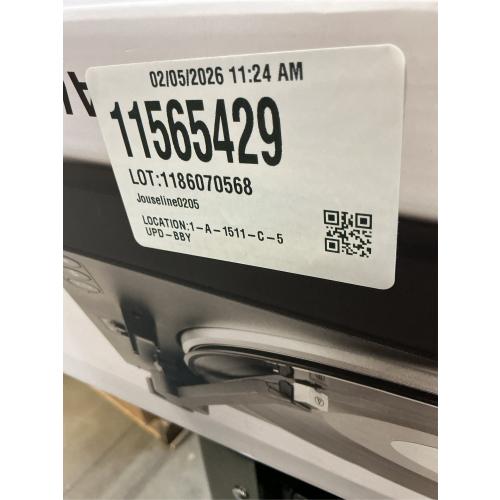 02/05/2026 11:24 AM
11565429
LOT:1186070568
Jouseline0205
LOCATION:1-A-1511-C-5
UPD-BBY